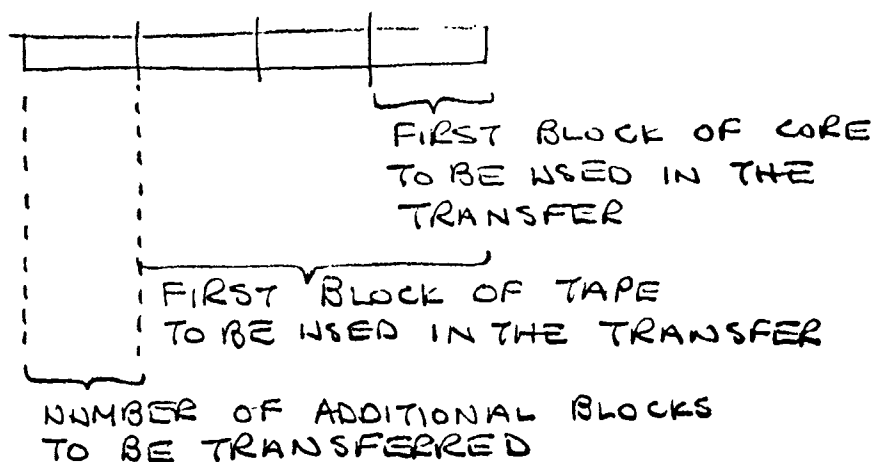 FIRST BLOCK OF CORE
TO BE USED IN THE
TRANSFER
FIRST BLOCK OF TAPE
TO BE USED IN THE TRANSFER
NUMBER OF ADDITIONAL BLOCKS
TO BE TRANSFERRED